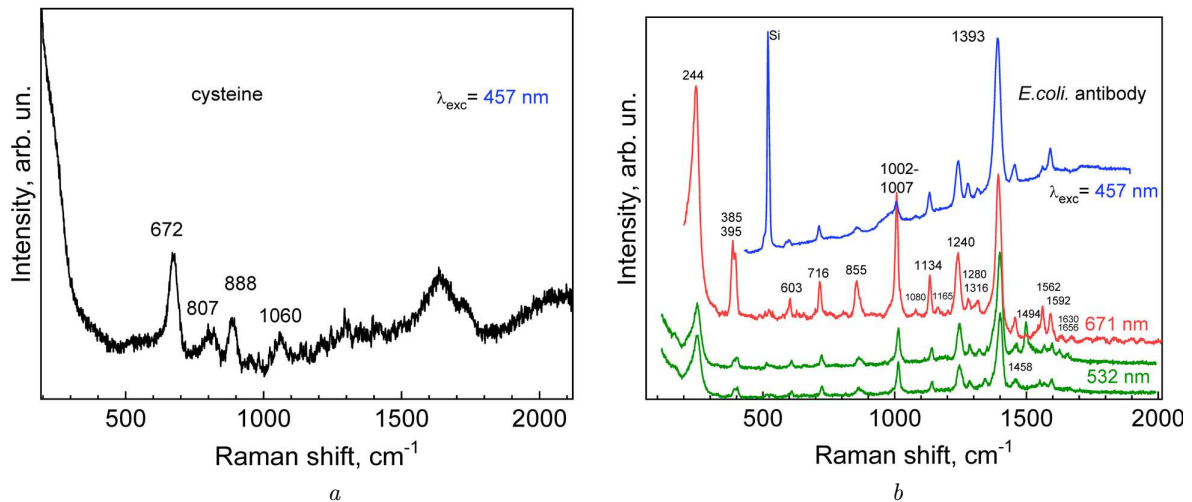 cysteine
λexc= 457 nm
672
807
888
1060
Intensity, arb. un.
500
1000
1500
2000
Raman shift, cm-1
a
Si
1393
244
E.coli. antibody
1002-
1007
λexc= 457 nm
385
395
603
716
855
1080
1134
1165
1240
1280
1316
1494
1562
1592
1630
1656
671 nm
1458
532 nm
Intensity, arb. un.
500
1000
1500
2000
Raman shift, cm-1
b